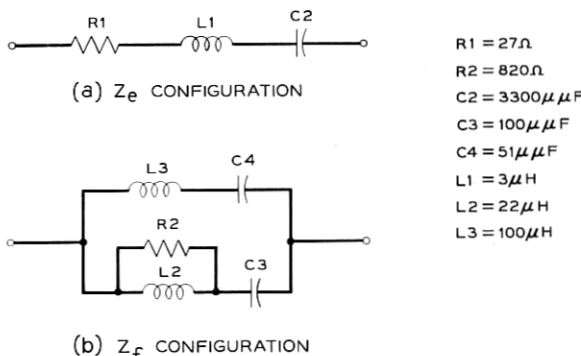 R1
L1
C2
(a) Ze CONFIGURATION
L3
C4
R2
L2
C3
(b) Zf CONFIGURATION
R1 = 27Ω
R2 = 820Ω
C2 = 3300μμF
C3 = 100μμF
C4 = 51μμF
L1 = 3μH
L2 = 22μH
L3 = 100μH